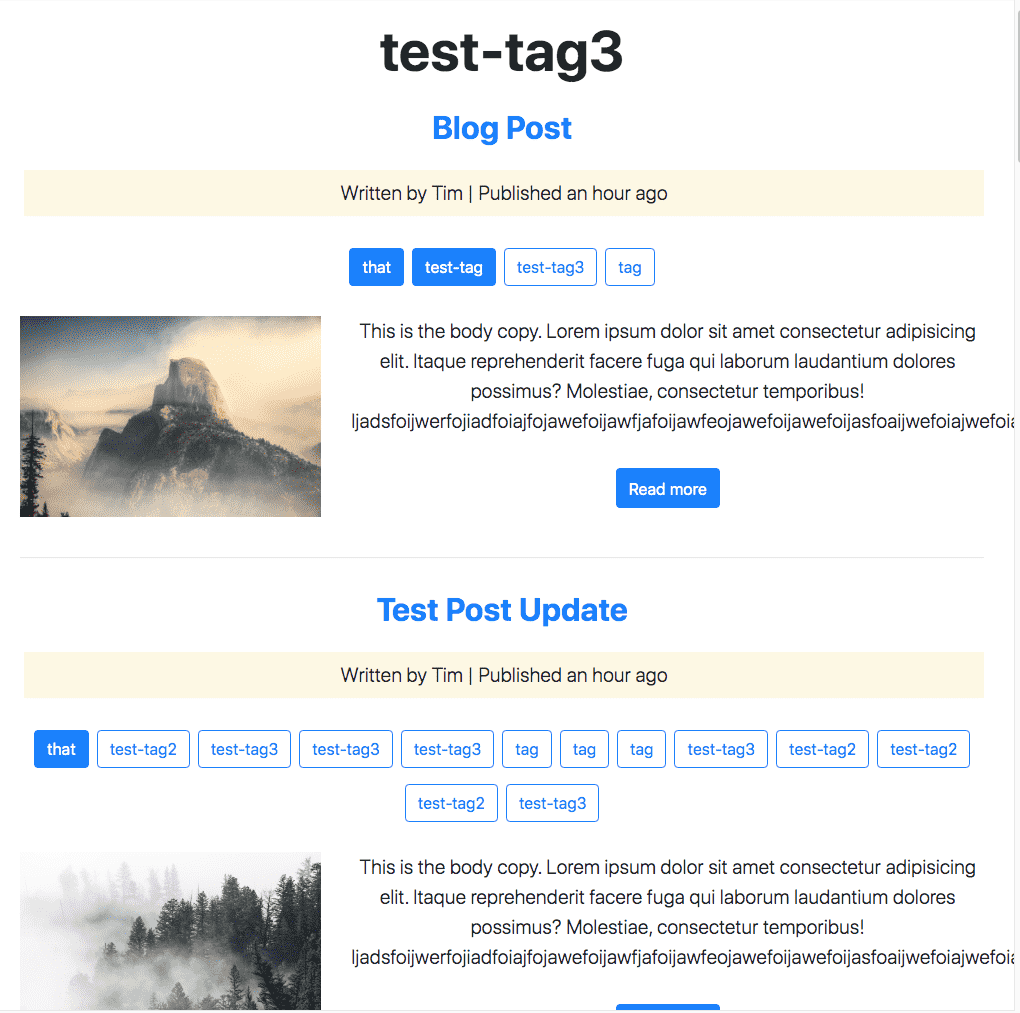 test-tag3
Blog Post
Written by Tim | Published an hour ago
that test-tag test-tag3 tag
This is the body copy. Lorem ipsum dolor sit amet consectetur adipisicing
elit. Itaque reprehenderit facere fuga qui laborum laudantium dolores
possimus? Molestiae, consectetur temporibus!
ljadsfoijwerfojiadfoiajfojawefoijawfjafoijawfeojawefoijawefoijasfoaijwefoiajwefoia
Read more
Test Post Update
Written by Tim | Published an hour ago
that test-tag2 test-tag3 test-tag3 test-tag3 tag tag tag test-tag3 test-tag2 test-tag2
test-tag2 test-tag3
This is the body copy. Lorem ipsum dolor sit amet consectetur adipisicing
elit. Itaque reprehenderit facere fuga qui laborum laudantium dolores
possimus? Molestiae, consectetur temporibus!
ljadsfoijwerfojiadfoiajfojawefoijawfjafoijawfeojawefoijawefoijasfoaijwefoiajwefoia